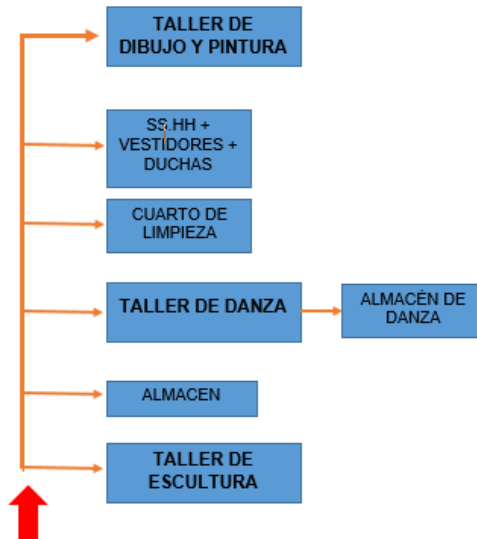 TALLER DE
DIBUJO Y PINTURA
SS.HH +
VESTIDORES +
DUCHAS
CUARTO DE
LIMPIEZA
TALLER DE DANZA
ALMACÉN DE
DANZA
ALMACEN
TALLER DE
ESCULTURA